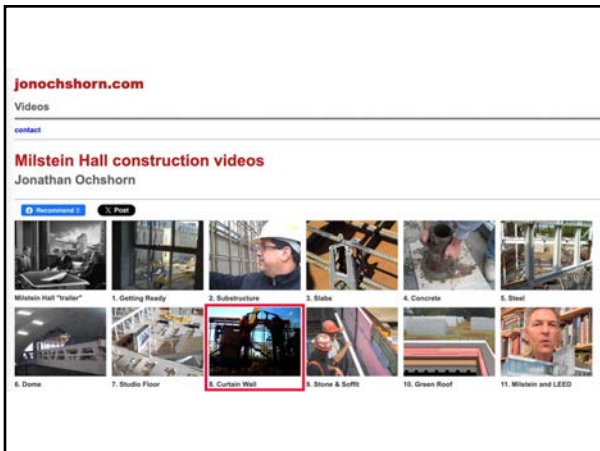 jonochshorn.com
Videos
contact
Milstein Hall construction videos
Jonathan Ochshorn
Recommend 0 Post
Milstein Hall "trailer" 1. Getting Ready 2. Substructure 3. Slabs 4. Concrete 5. Steel
6. Dome 7. Studio Floor 8. Curtain Wall 9. Stone & Soffit 10. Green Roof 11. Milstein and LEED